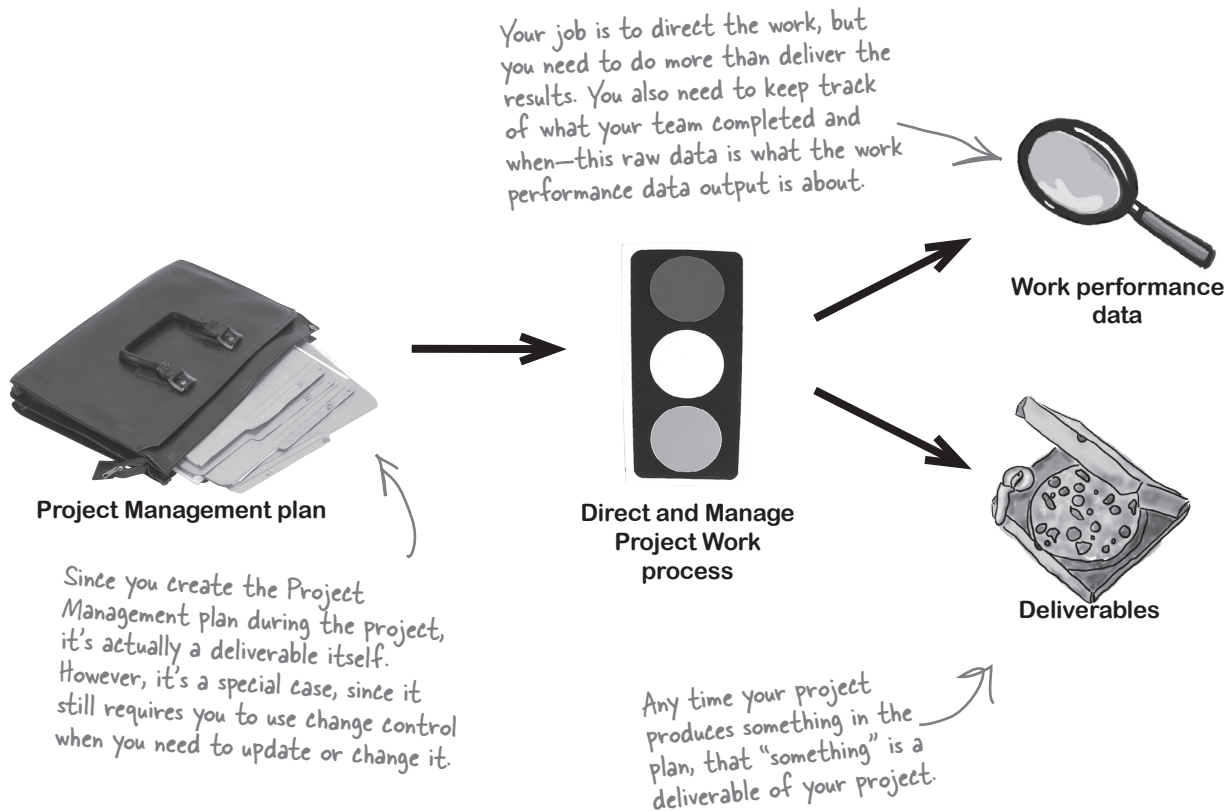 Your job is to direct the work, but
you need to do more than deliver the
results. You also need to keep track
of what your team completed and
when—this raw data is what the work
performance data output is about.
Work performance
data
Project Management plan
Direct and Manage
Project Work
process
Deliverables
Since you create the Project
Management plan during the project,
it's actually a deliverable itself.
However, it's a special case, since it
still requires you to use change control
when you need to update or change it.
Any time your project
produces something in the
plan, that “something” is a
deliverable of your project.